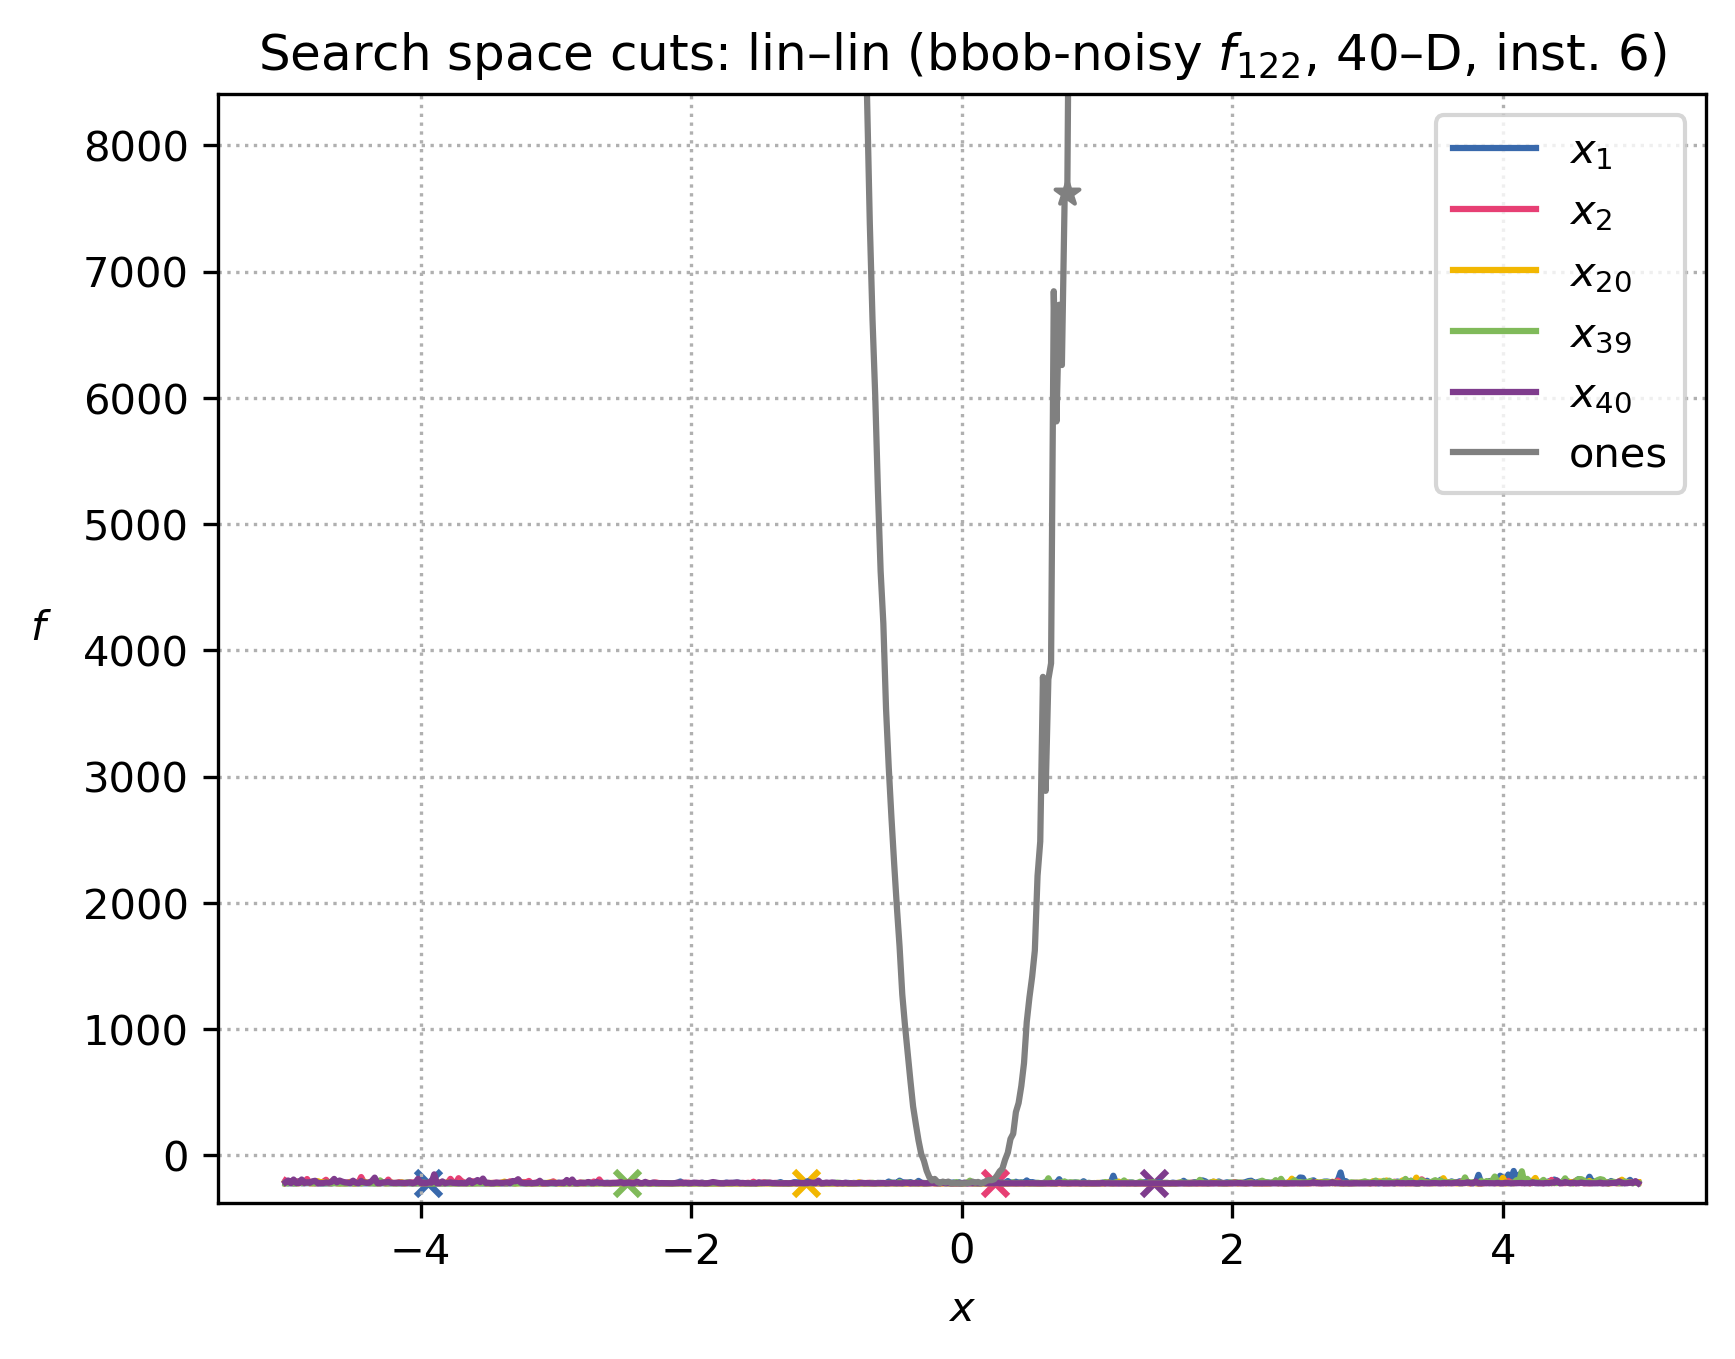 Search space cuts: lin–lin (bbob-noisy f₁₂₂, 40–D, inst. 6)
8000
7000
6000
5000
4000
3000
2000
1000
0
f
x₁
x₂
x₂₀
x₃₉
x₄₀
ones
−4
−2
0
2
4
x